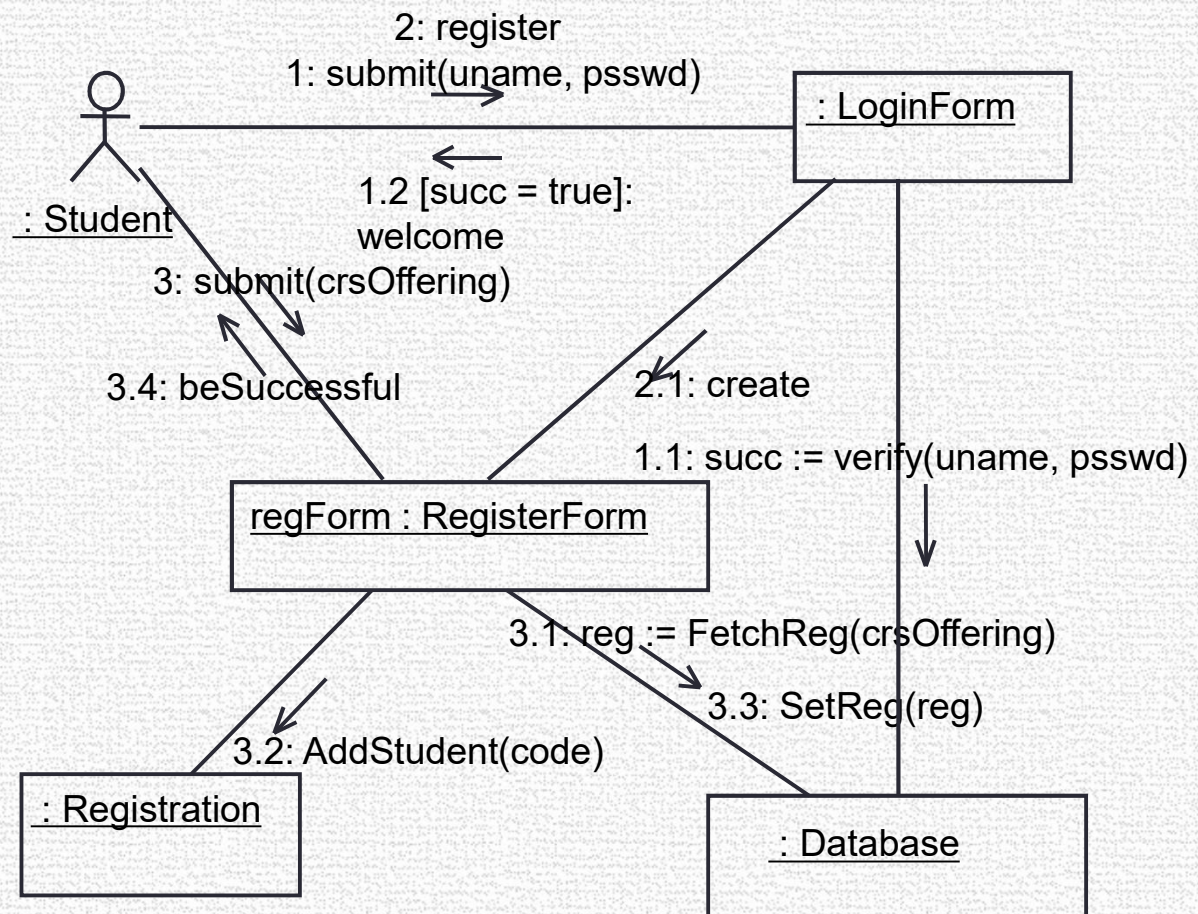 2: register
1: submit(uname, psswd)
: LoginForm
1.2 [succ = true]:
welcome
: Student
3: submit(crsOffering)
3.4: beSuccessful
2.1: create
1.1: succ := verify(uname, psswd)
regForm : RegisterForm
3.1: reg := FetchReg(crsOffering)
3.3: SetReg(reg)
3.2: AddStudent(code)
: Registration
: Database